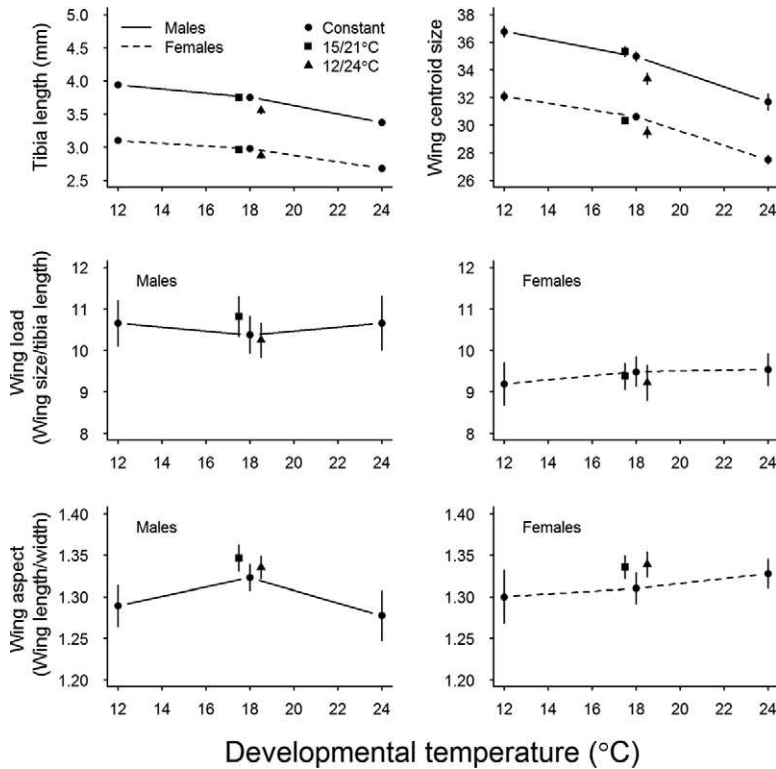 Males
Females
Constant
15/21°C
12/24°C
Tibia length (mm)
5.0
4.5
4.0
3.5
3.0
2.5
12 14 16 18 20 22 24
Wing centroid size
38
36
34
32
30
28
26
12 14 16 18 20 22 24
Wing load
(Wing size/tibia length)
Males
12
11
10
9
8
12 14 16 18 20 22 24
Females
12
11
10
9
8
12 14 16 18 20 22 24
Wing aspect
(Wing length/width)
Males
1.40
1.35
1.30
1.25
1.20
12 14 16 18 20 22 24
Females
1.40
1.35
1.30
1.25
1.20
12 14 16 18 20 22 24
Developmental temperature (°C)